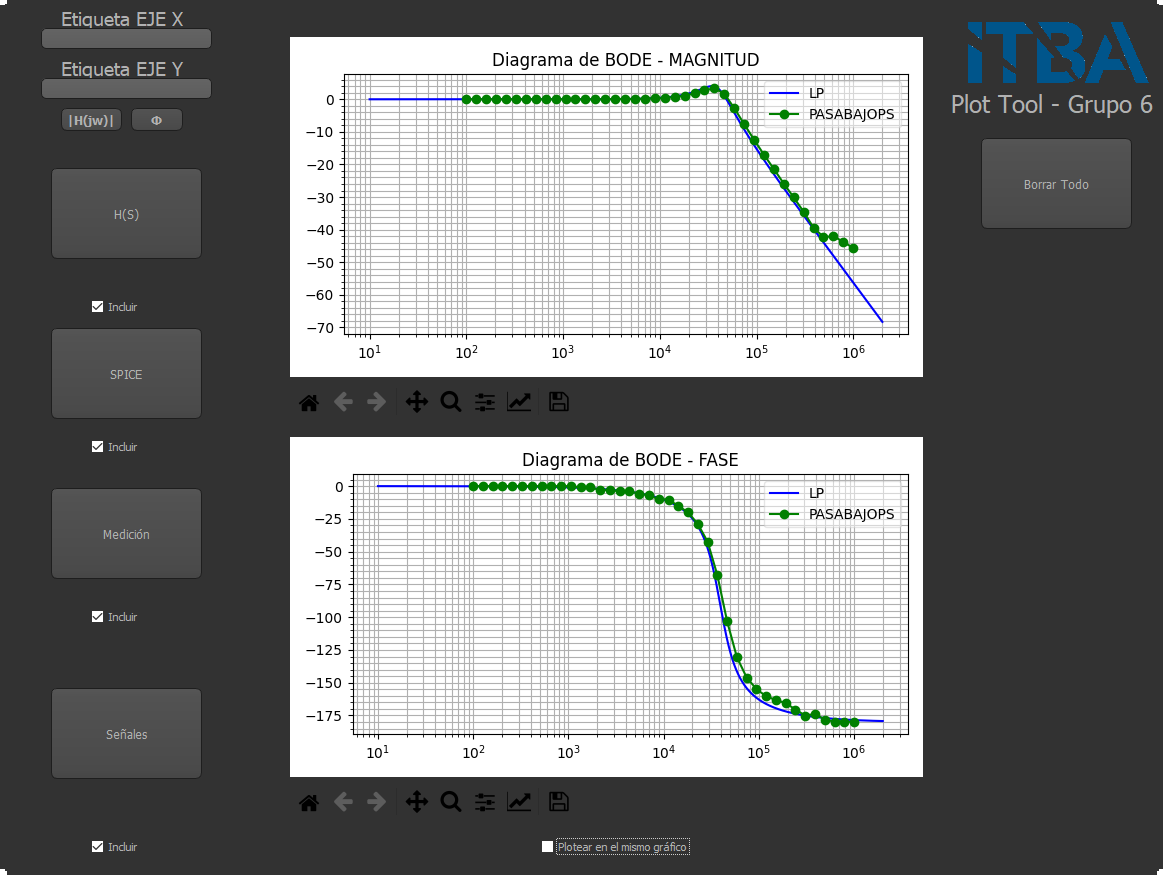 Etiqueta EJE X
Etiqueta EJE Y
|H(jw)|
Φ
H(S)
Incluir
SPICE
Incluir
Medición
Incluir
Señales
Incluir
Diagrama de BODE - MAGNITUD
LP
PASABAJOPS
0
−10
−20
−30
−40
−50
−60
−70
10¹ 10² 10³ 10⁴ 10⁵ 10⁶
Diagrama de BODE - FASE
LP
PASABAJOPS
0
−25
−50
−75
−100
−125
−150
−175
10¹ 10² 10³ 10⁴ 10⁵ 10⁶
Plotear en el mismo gráfico
iTBA
Plot Tool - Grupo 6
Borrar Todo